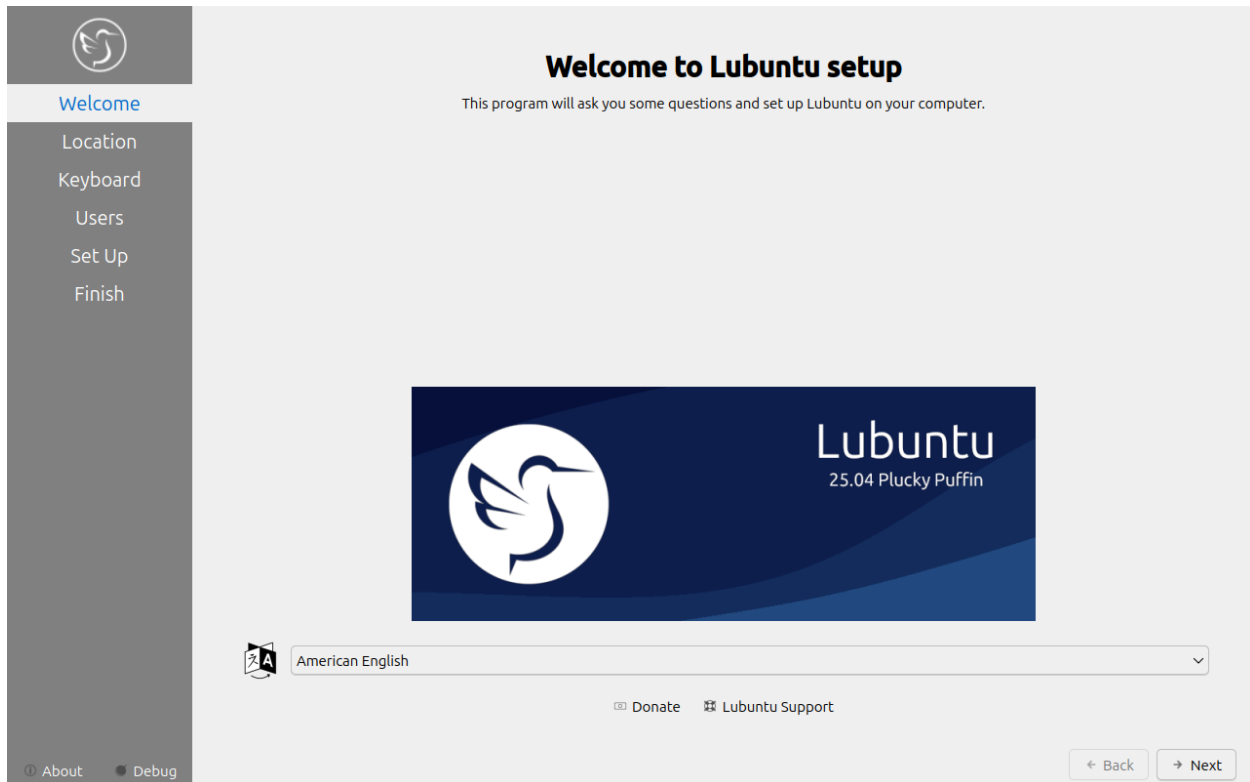 Welcome
Location
Keyboard
Users
Set Up
Finish
About
Debug
Welcome to Lubuntu setup
This program will ask you some questions and set up Lubuntu on your computer.
Lubuntu
25.04 Plucky Puffin
American English
Donate
Lubuntu Support
Back
Next